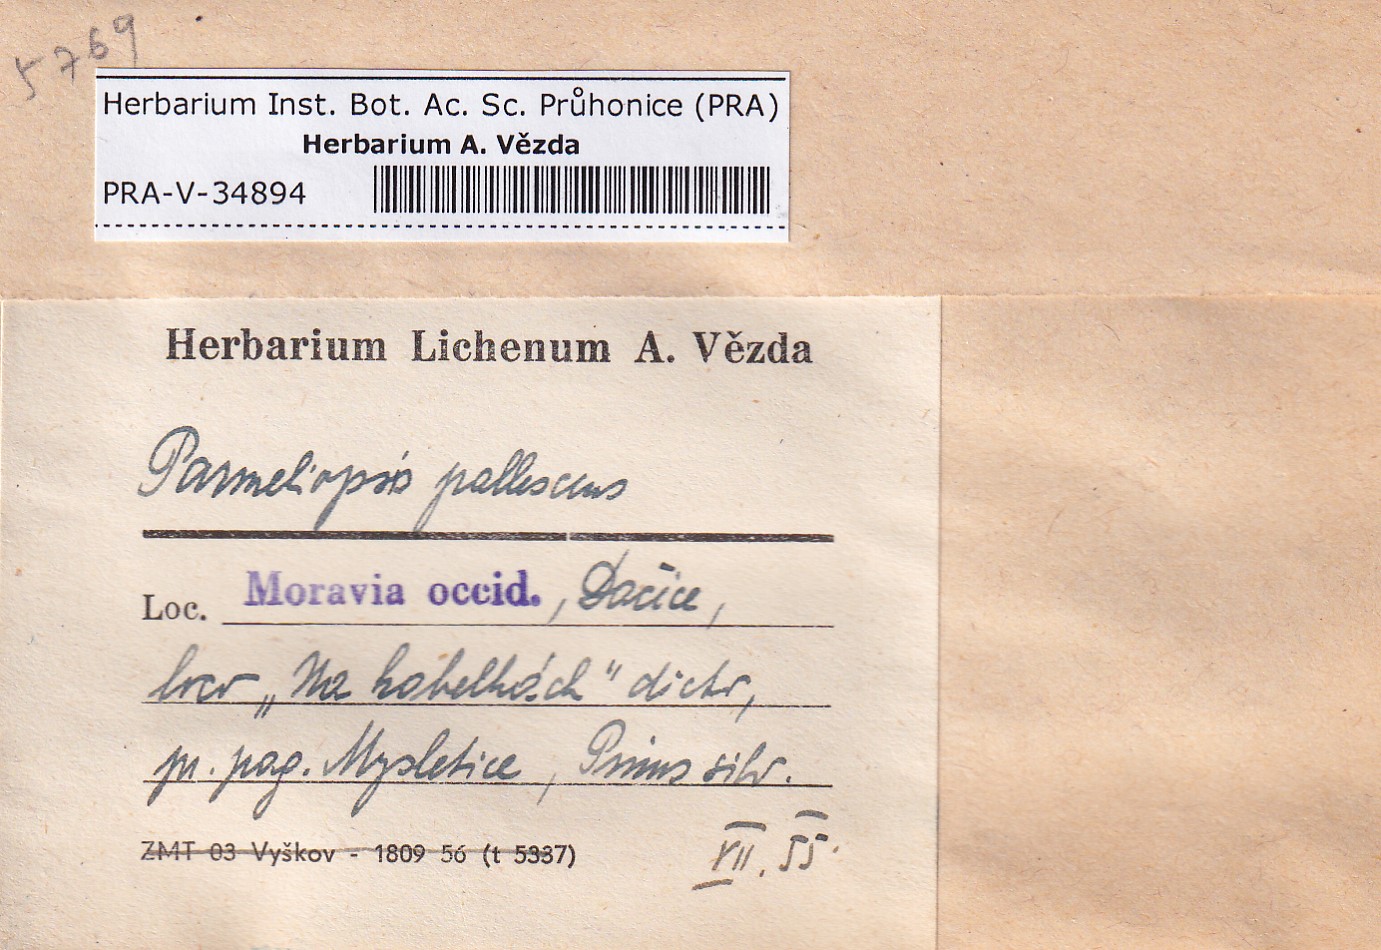 5769
Herbarium Inst. Bot. Ac. Sc. Průhonice (PRA)
Herbarium A. Vězda
PRA-V-34894
Herbarium Lichenum A. Vězda
Parmeliopsis pallescens
Loc. Moravia occid., Dačice,
loco „Na kobelkách" dicto,
pr. pag. Mysletice, Pinus silv.
ZMT 03 Vyškov - 1809 56 (t 5337)
VII. 55.